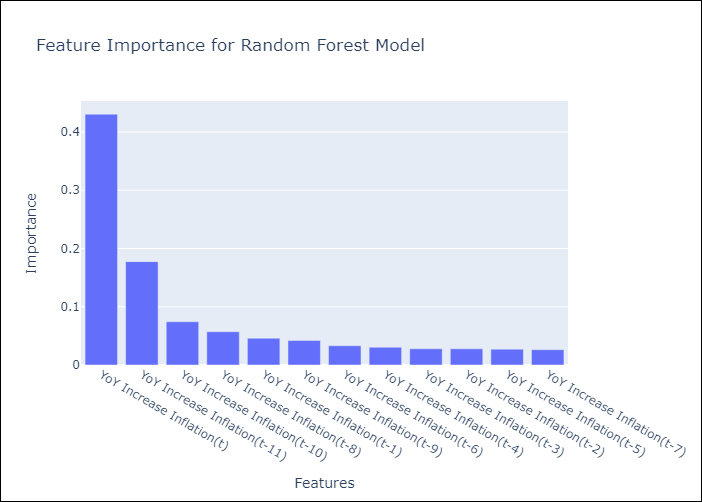 Feature Importance for Random Forest Model
0.4
0.3
0.2
0.1
0
Importance
YoY Increase Inflation(t)
YoY Increase Inflation(t-11)
YoY Increase Inflation(t-10)
YoY Increase Inflation(t-8)
YoY Increase Inflation(t-1)
YoY Increase Inflation(t-9)
YoY Increase Inflation(t-6)
YoY Increase Inflation(t-4)
YoY Increase Inflation(t-3)
YoY Increase Inflation(t-2)
YoY Increase Inflation(t-5)
YoY Increase Inflation(t-7)
Features